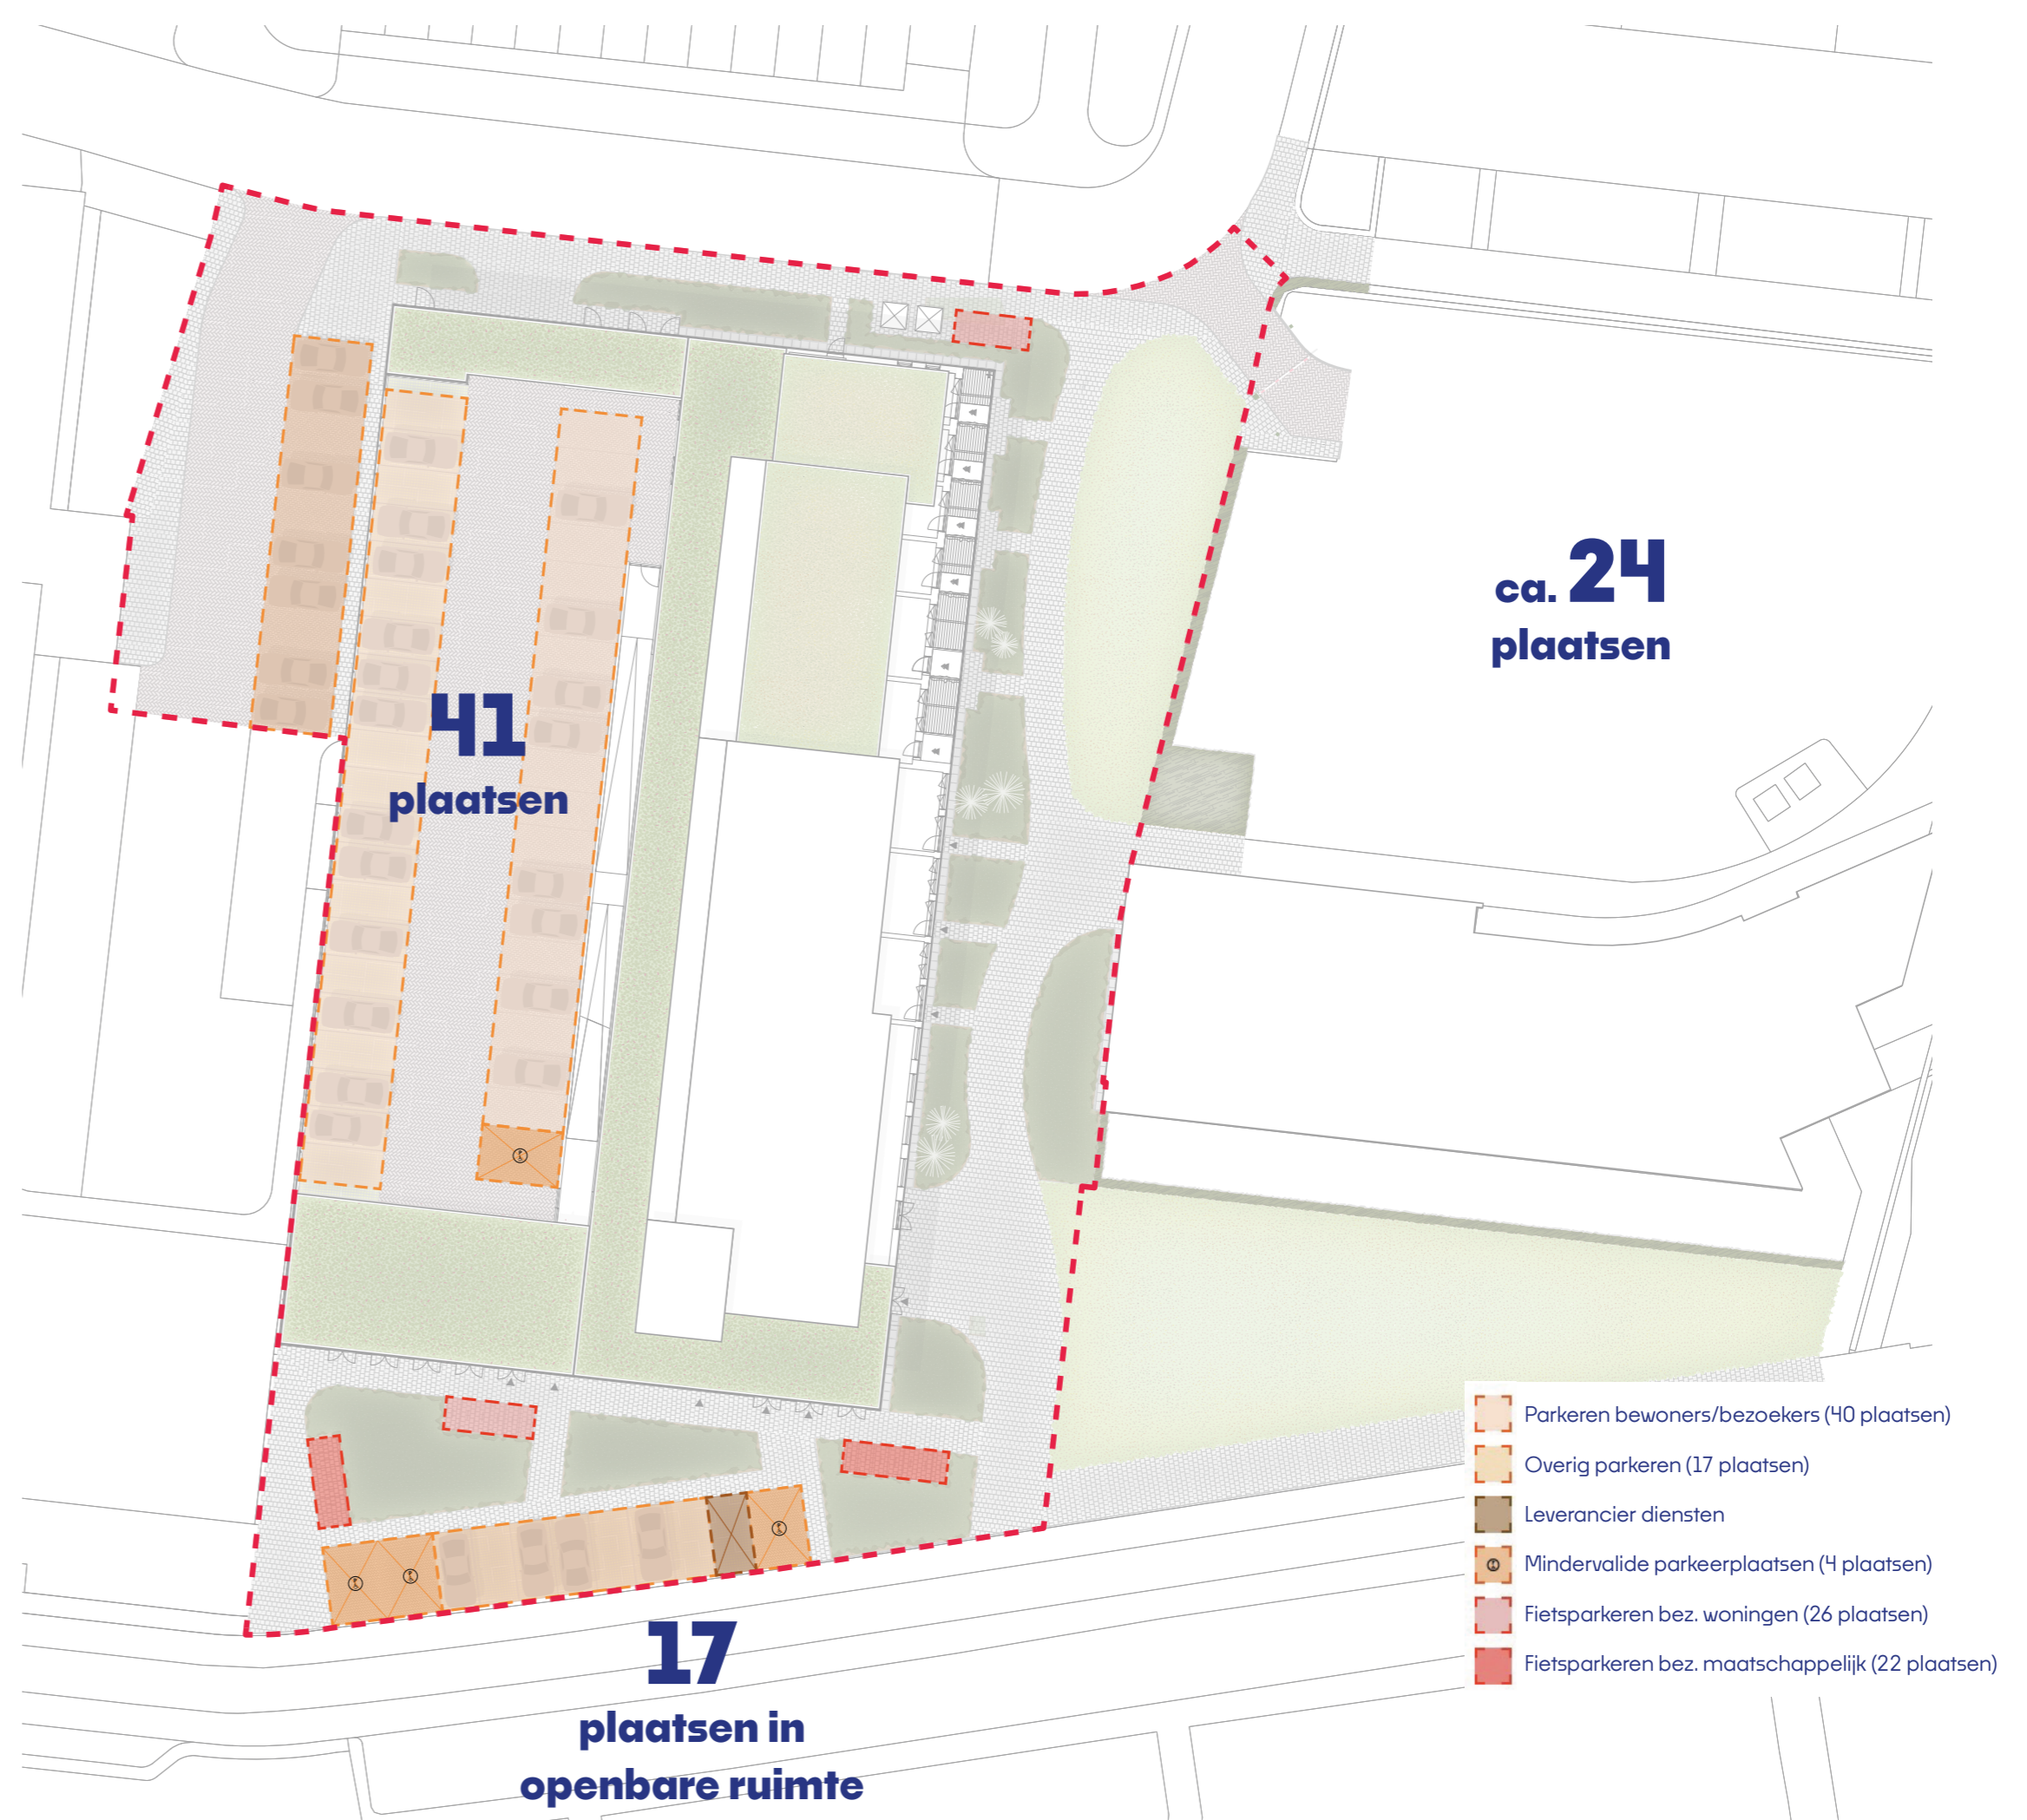 ca. 24
plaatsen
41
plaatsen
Parkeren bewoners/bezoekers (40 plaatsen)
Overig parkeren (17 plaatsen)
Leverancier diensten
Mindervalide parkeerplaatsen (4 plaatsen)
Fietsparkeren bez. woningen (26 plaatsen)
Fietsparkeren bez. maatschappelijk (22 plaatsen)
17
plaatsen in
openbare ruimte